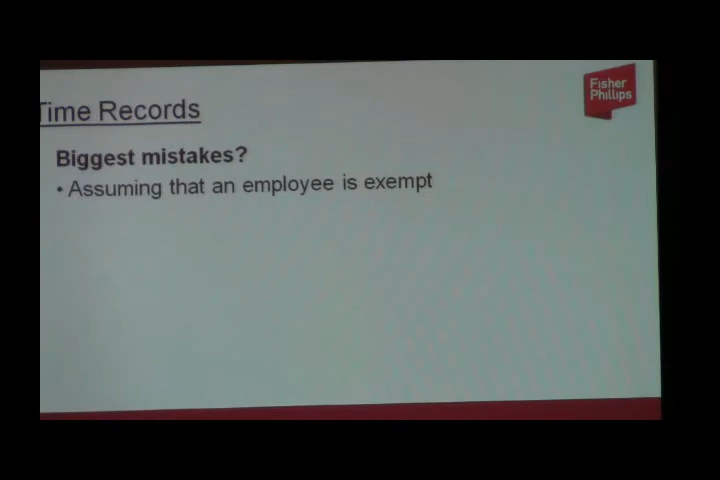 Time Records
Fisher
Phillips
Biggest mistakes?
• Assuming that an employee is exempt